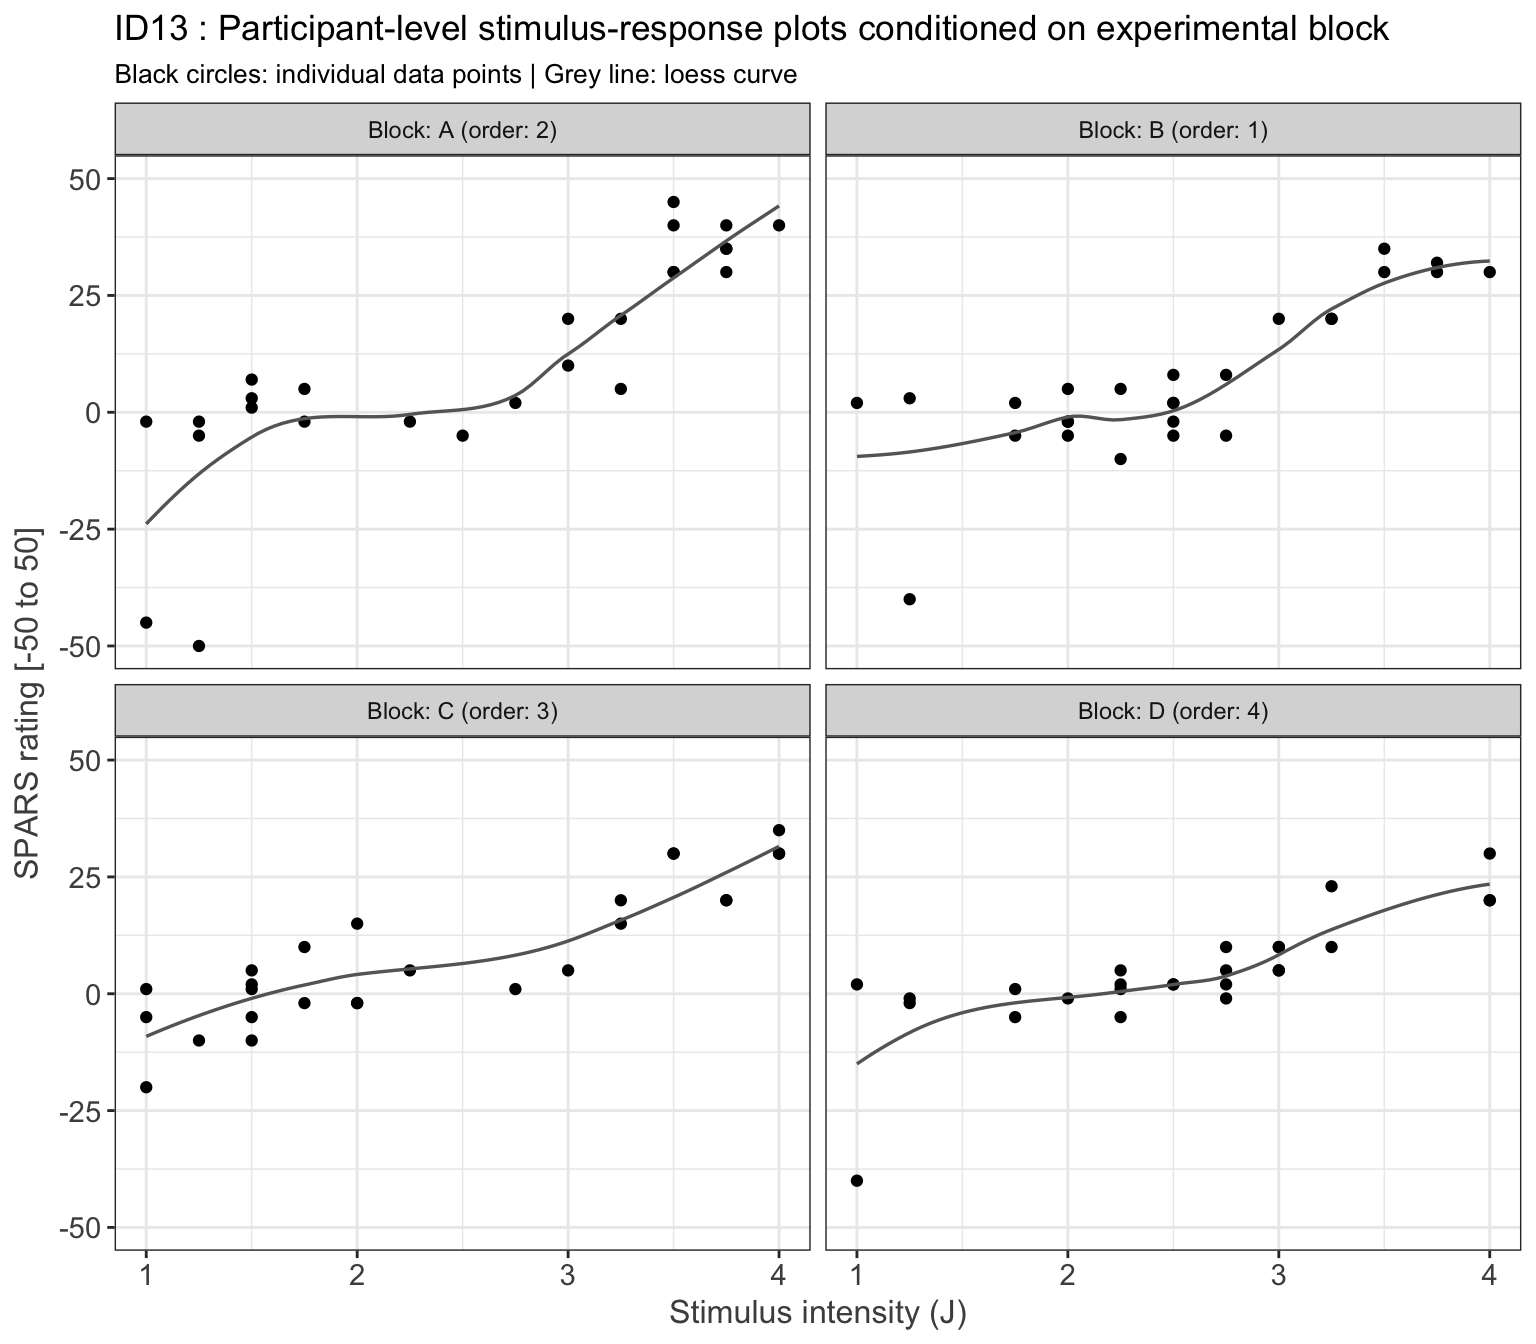 ID13 : Participant-level stimulus-response plots conditioned on experimental block
Black circles: individual data points | Grey line: loess curve
Block: A (order: 2)
Block: B (order: 1)
50
25
0
-25
-50
Block: C (order: 3)
Block: D (order: 4)
50
25
0
-25
-50
SPARS rating [-50 to 50]
1 2 3 4
1 2 3 4
Stimulus intensity (J)